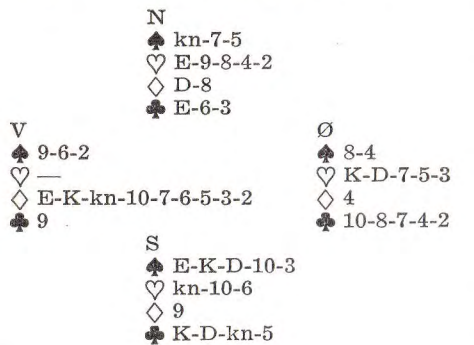 N
♠ kn-7-5
♡ E-9-8-4-2
♢ D-8
♣ E-6-3
V
♠ 9-6-2
♡ —
♢ E-K-kn-10-7-6-5-3-2
♣ 9
Ø
♠ 8-4
♡ K-D-7-5-3
♢ 4
♣ 10-8-7-4-2
S
♠ E-K-D-10-3
♡ kn-10-6
♢ 9
♣ K-D-kn-5